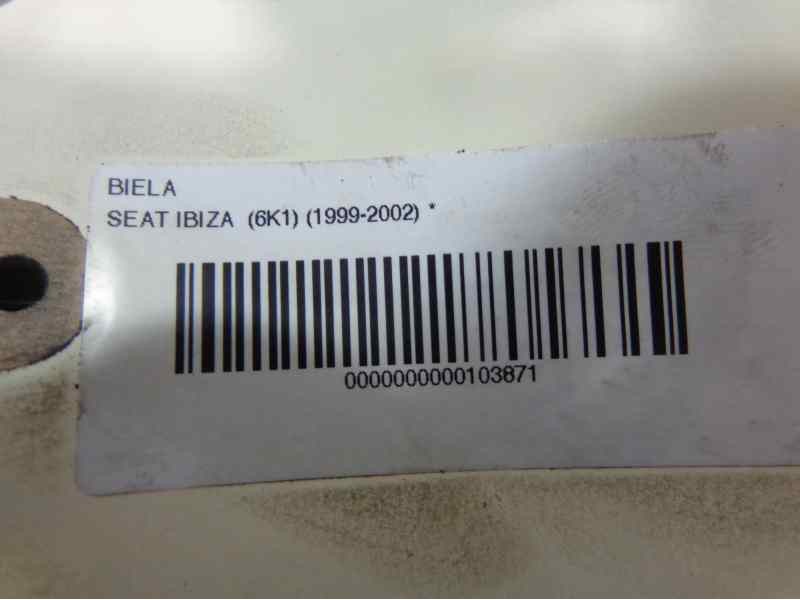 BIELA
SEAT IBIZA (6K1) (1999-2002) *
0000000000103871